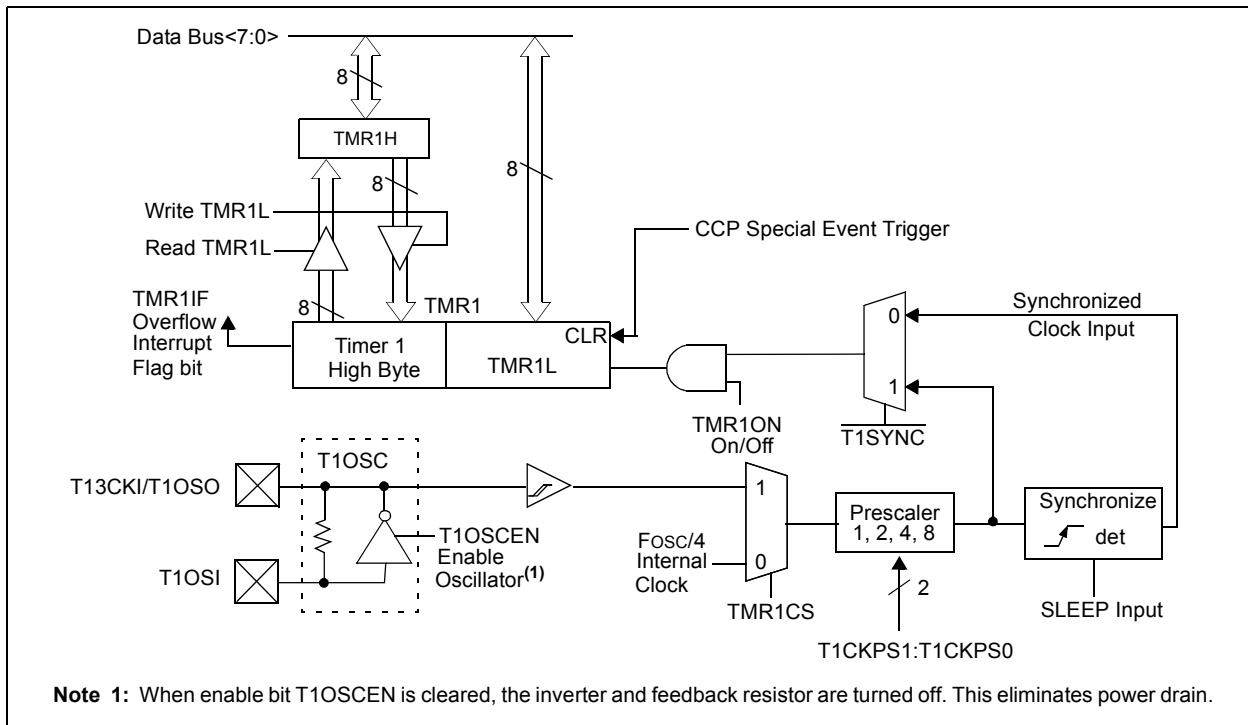 Data Bus<7:0>
8
TMR1H
8
8
Write TMR1L
Read TMR1L
CCP Special Event Trigger
TMR1IF
Overflow
Interrupt
Flag bit
8
TMR1
Timer 1
High Byte
TMR1L
CLR
0
1
Synchronized
Clock Input
TMR1ON
On/Off
T1SYNC
T1OSC
T13CKI/T1OSO
T1OSI
T1OSCEN
Enable
Oscillator(1)
FOSC/4
Internal
Clock
1
0
TMR1CS
Prescaler
1, 2, 4, 8
2
T1CKPS1:T1CKPS0
Synchronize
det
SLEEP Input
Note 1: When enable bit T1OSCEN is cleared, the inverter and feedback resistor are turned off. This eliminates power drain.